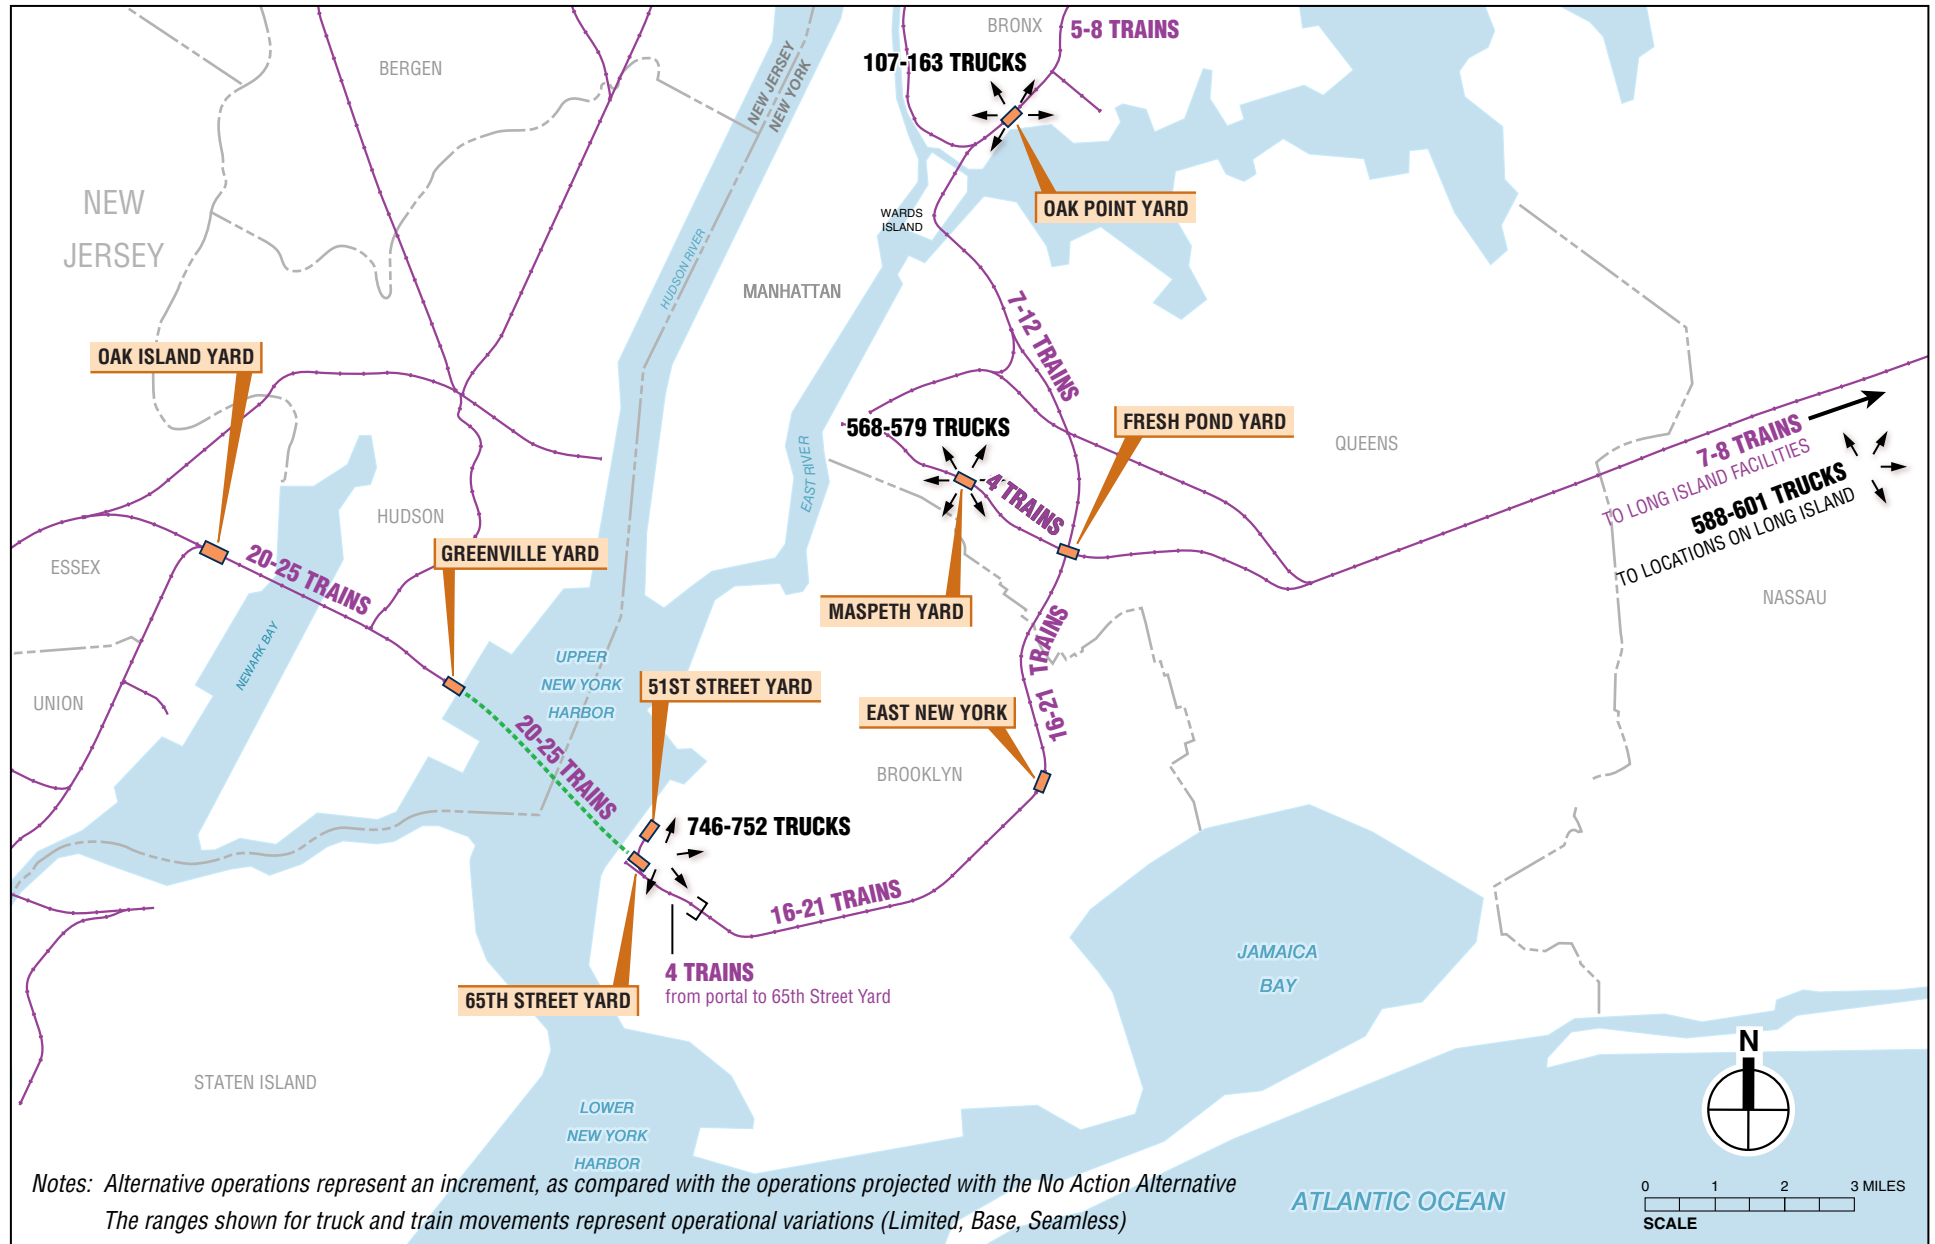 BRONX
5-8 TRAINS
107-163 TRUCKS
BERGEN
NEW JERSEY
NEW YORK
NEW
JERSEY
OAK POINT YARD
WARDS
ISLAND
HUDSON RIVER
MANHATTAN
7-12 TRAINS
OAK ISLAND YARD
FRESH POND YARD
568-579 TRUCKS
QUEENS
7-8 TRAINS
TO LONG ISLAND FACILITIES
588-601 TRUCKS
TO LOCATIONS ON LONG ISLAND
EAST RIVER
4 TRAINS
HUDSON
GREENVILLE YARD
ESSEX
20-25 TRAINS
MASPETH YARD
NASSAU
NEWARK BAY
UPPER
NEW YORK
HARBOR
16-21 TRAINS
51ST STREET YARD
UNION
EAST NEW YORK
20-25 TRAINS
BROOKLYN
746-752 TRUCKS
16-21 TRAINS
4 TRAINS
from portal to 65th Street Yard
65TH STREET YARD
JAMAICA
BAY
N
STATEN ISLAND
LOWER
NEW YORK
HARBOR
ATLANTIC OCEAN
0 1 2 3 MILES
SCALE
Notes: Alternative operations represent an increment, as compared with the operations projected with the No Action Alternative
The ranges shown for truck and train movements represent operational variations (Limited, Base, Seamless)